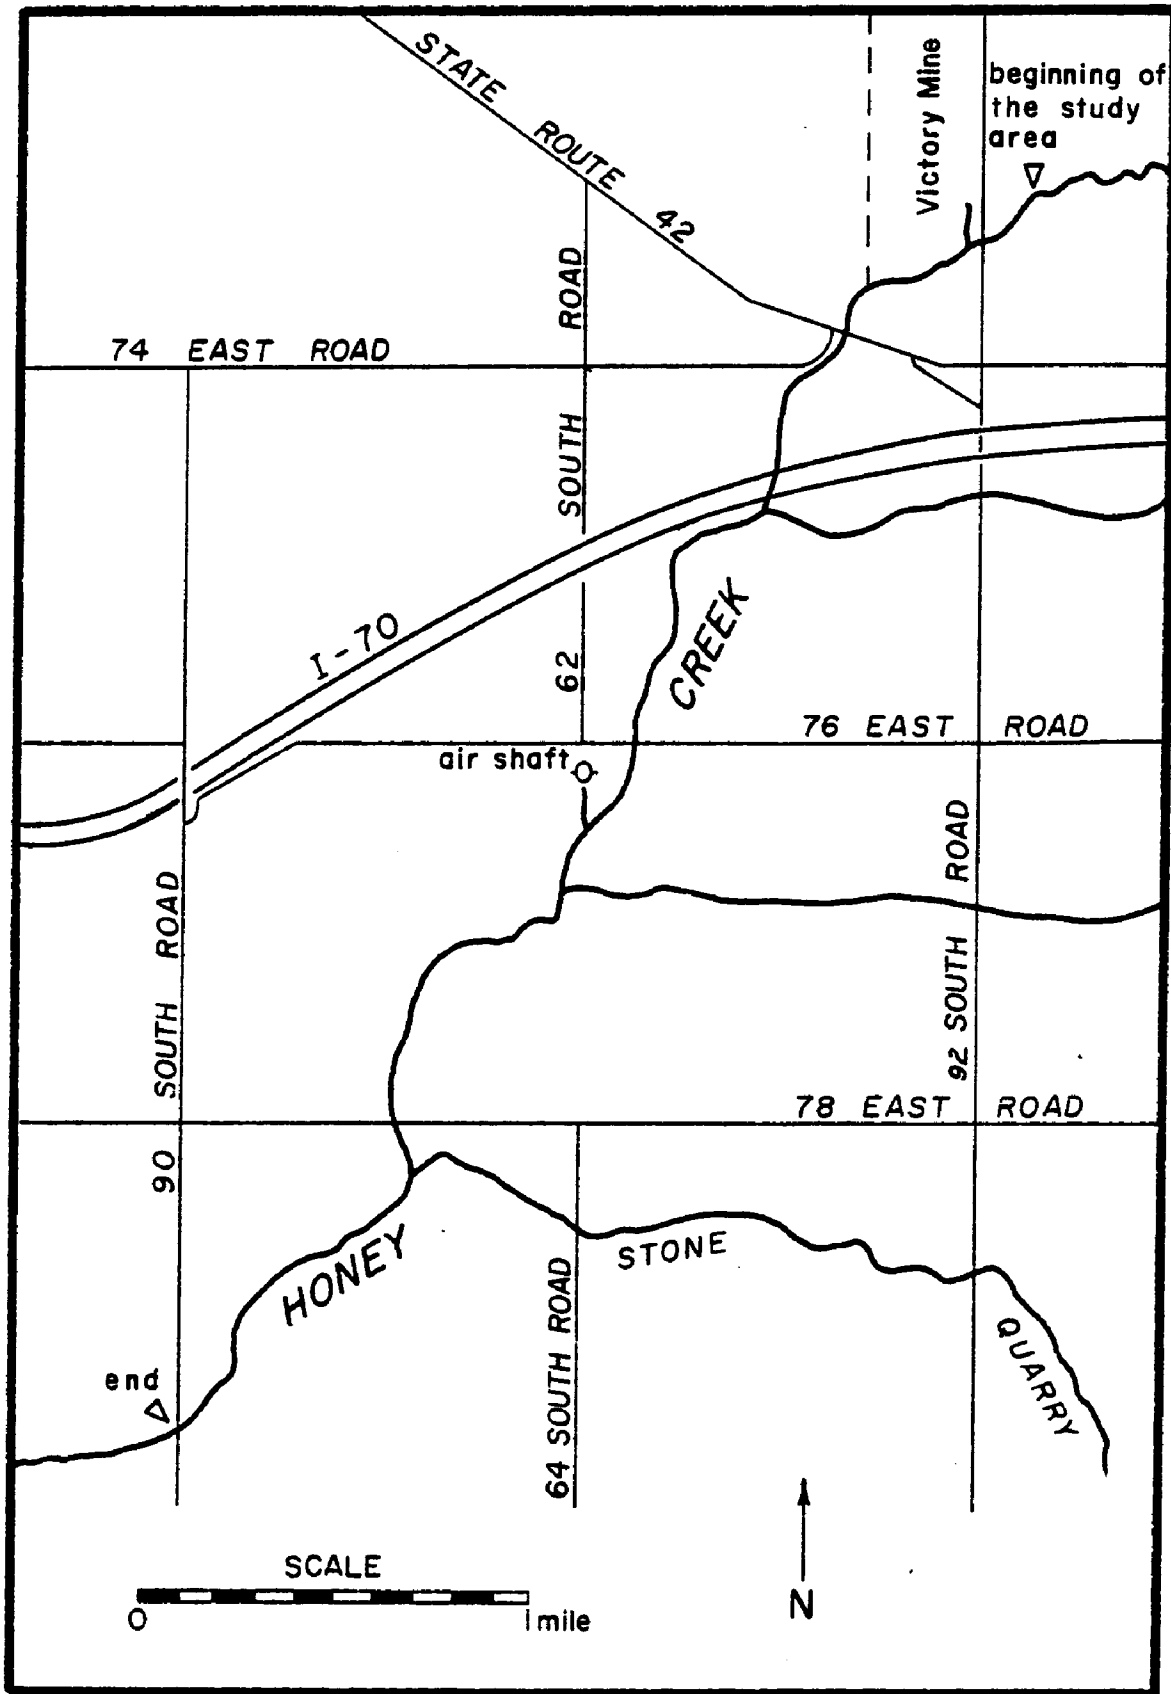 STATE ROUTE 42
Victory Mine
beginning of
the study
area
74 EAST ROAD
62 SOUTH ROAD
I-70
CREEK
76 EAST ROAD
air shaft
90 SOUTH ROAD
92 SOUTH ROAD
78 EAST ROAD
HONEY
STONE
QUARRY
64 SOUTH ROAD
end
SCALE
0 1 mile
N